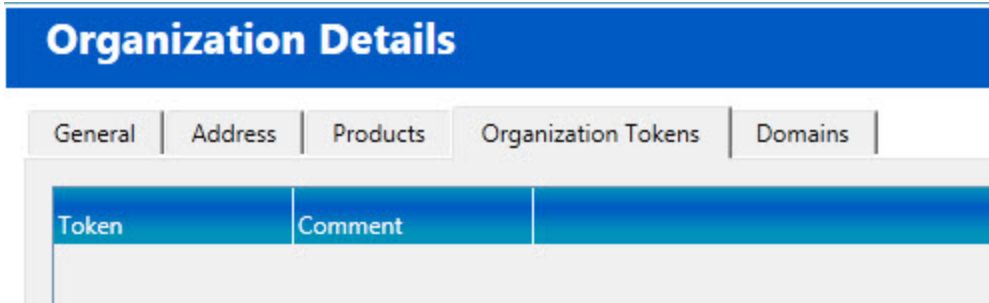 Organization Details
General Address Products Organization Tokens Domains
Token Comment